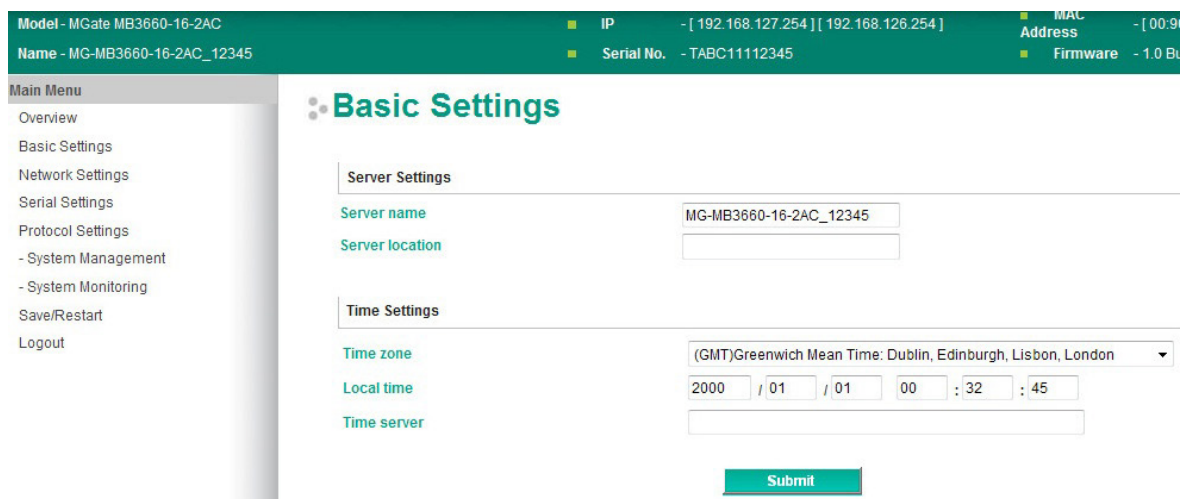 Model - MGate MB3660-16-2AC
IP - [ 192.168.127.254 ] [ 192.168.126.254 ]
MAC Address - [ 00:9
Name - MG-MB3660-16-2AC_12345
Serial No. - TABC11112345
Firmware - 1.0 Bu
Main Menu
Overview
Basic Settings
Network Settings
Serial Settings
Protocol Settings
- System Management
- System Monitoring
Save/Restart
Logout
Basic Settings
Server Settings
Server name MG-MB3660-16-2AC_12345
Server location
Time Settings
Time zone (GMT)Greenwich Mean Time: Dublin, Edinburgh, Lisbon, London
Local time 2000 / 01 / 01 00 : 32 : 45
Time server
Submit